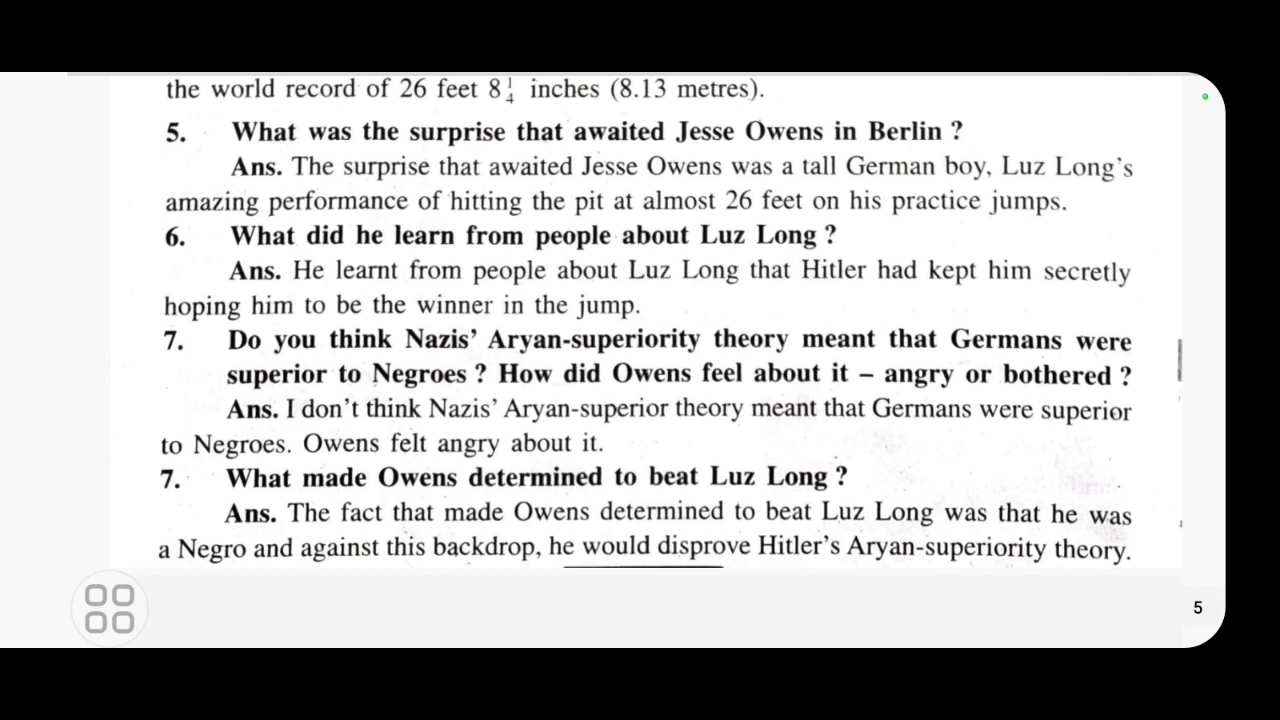 the world record of 26 feet 8 1/4 inches (8.13 metres).
5. What was the surprise that awaited Jesse Owens in Berlin ?
Ans. The surprise that awaited Jesse Owens was a tall German boy, Luz Long's
amazing performance of hitting the pit at almost 26 feet on his practice jumps.
6. What did he learn from people about Luz Long ?
Ans. He learnt from people about Luz Long that Hitler had kept him secretly
hoping him to be the winner in the jump.
7. Do you think Nazis' Aryan-superiority theory meant that Germans were
superior to Negroes ? How did Owens feel about it – angry or bothered ?
Ans. I don't think Nazis' Aryan-superior theory meant that Germans were superior
to Negroes. Owens felt angry about it.
7. What made Owens determined to beat Luz Long ?
Ans. The fact that made Owens determined to beat Luz Long was that he was
a Negro and against this backdrop, he would disprove Hitler's Aryan-superiority theory.
5